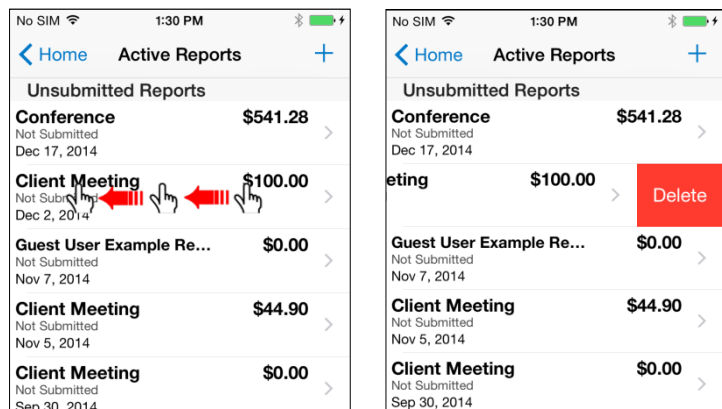 No SIM 1:30 PM
Home Active Reports +
Unsubmitted Reports
Conference $541.28
Not Submitted
Dec 17, 2014
Client Meeting $100.00
Not Submitted
Dec 2, 2014
Guest User Example Re... $0.00
Not Submitted
Nov 7, 2014
Client Meeting $44.90
Not Submitted
Nov 5, 2014
Client Meeting $0.00
Not Submitted
Sep 30, 2014
No SIM 1:30 PM
Home Active Reports +
Unsubmitted Reports
Conference $541.28
Not Submitted
Dec 17, 2014
eting $100.00 Delete
Guest User Example Re... $0.00
Not Submitted
Nov 7, 2014
Client Meeting $44.90
Not Submitted
Nov 5, 2014
Client Meeting $0.00
Not Submitted
Sep 30, 2014